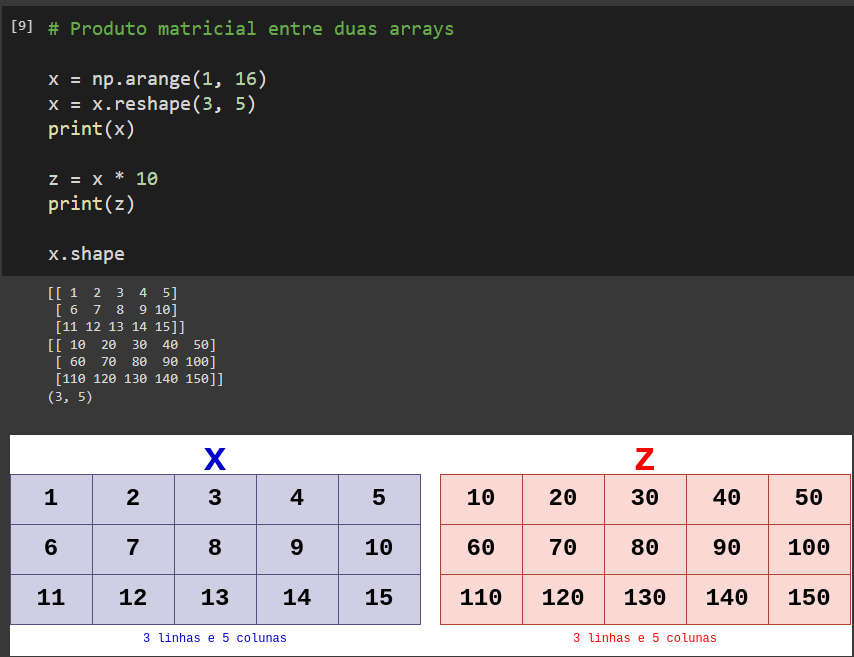 [9] # Produto matricial entre duas arrays
x = np.arange(1, 16)
x = x.reshape(3, 5)
print(x)
z = x * 10
print(z)
x.shape
[[ 1  2  3  4  5]
 [ 6  7  8  9 10]
 [11 12 13 14 15]]
[[ 10  20  30  40  50]
 [ 60  70  80  90 100]
 [110 120 130 140 150]]
(3, 5)
X
1 2 3 4 5
6 7 8 9 10
11 12 13 14 15
3 linhas e 5 colunas
Z
10 20 30 40 50
60 70 80 90 100
110 120 130 140 150
3 linhas e 5 colunas